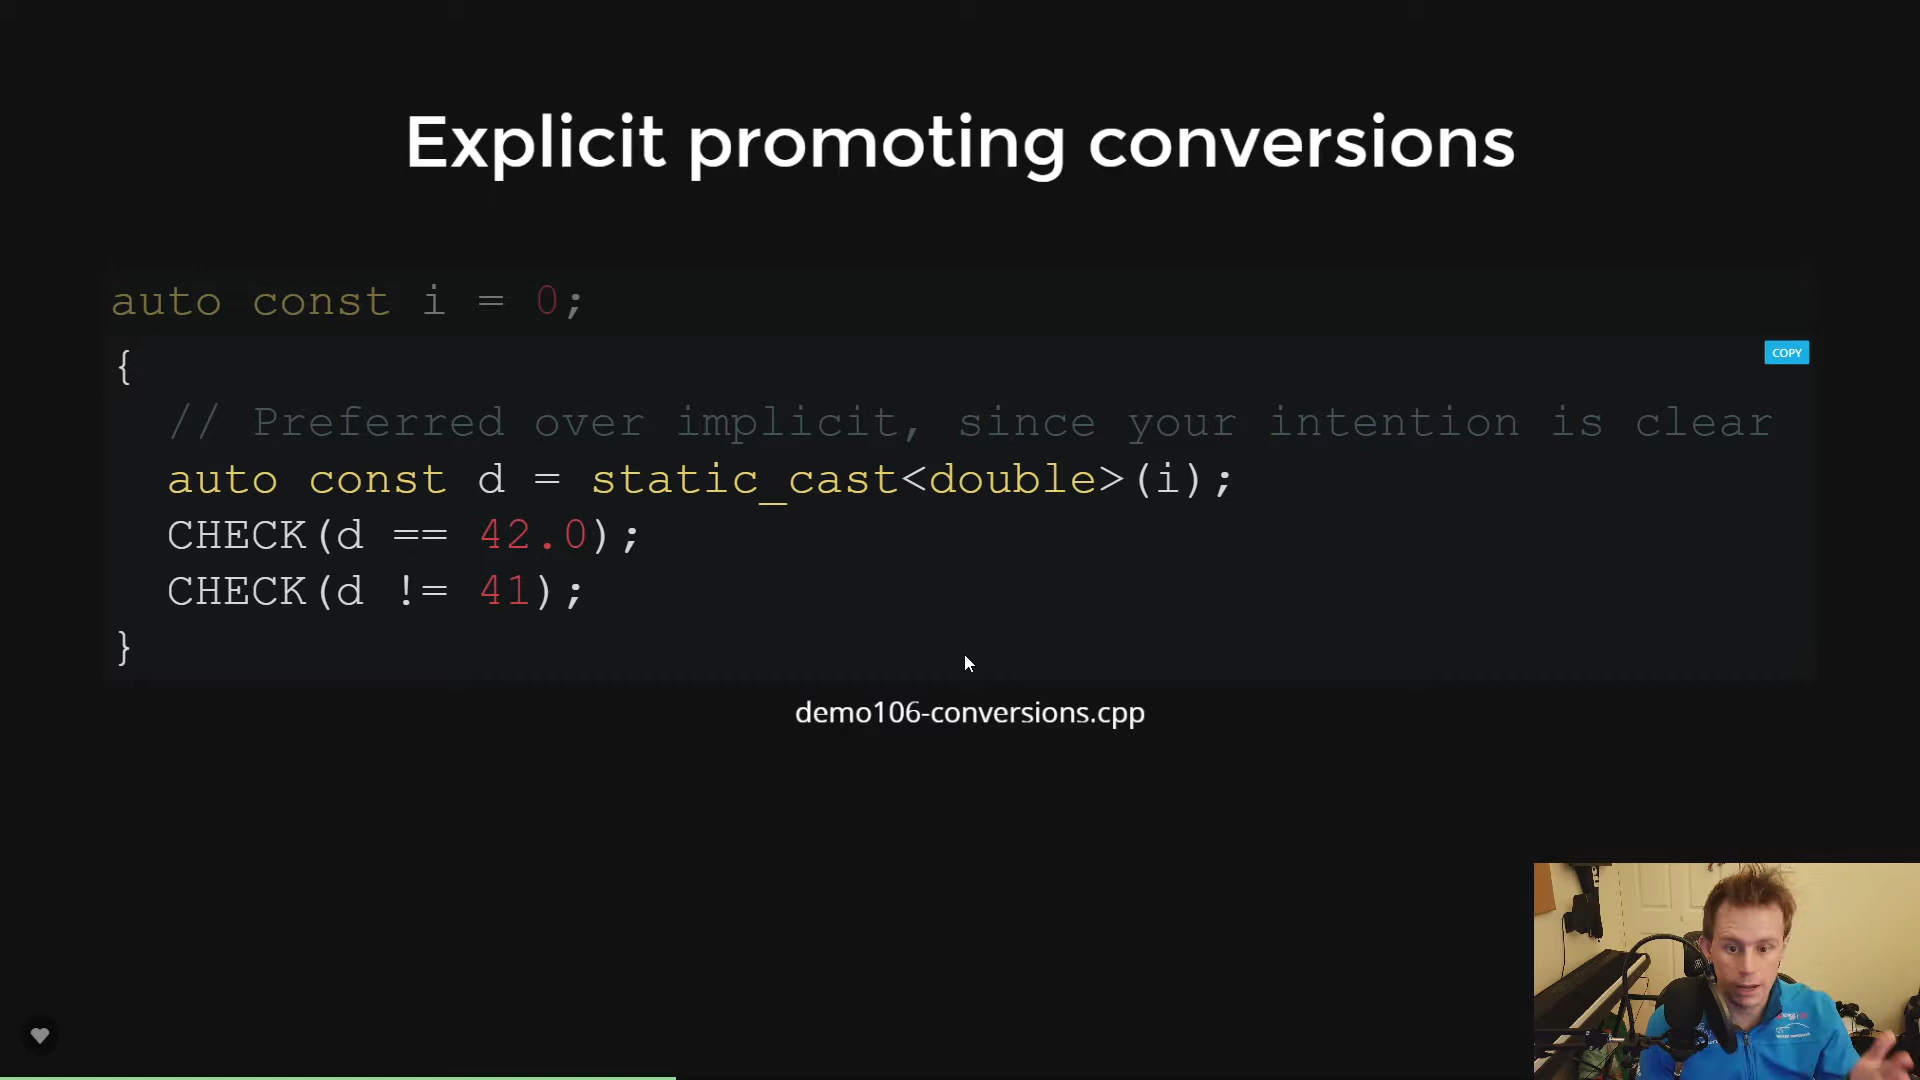 Explicit promoting conversions
auto const i = 0;
{
COPY
// Preferred over implicit, since your intention is clear
auto const d = static_cast<double>(i);
CHECK(d == 42.0);
CHECK(d != 41);
}
demo106-conversions.cpp